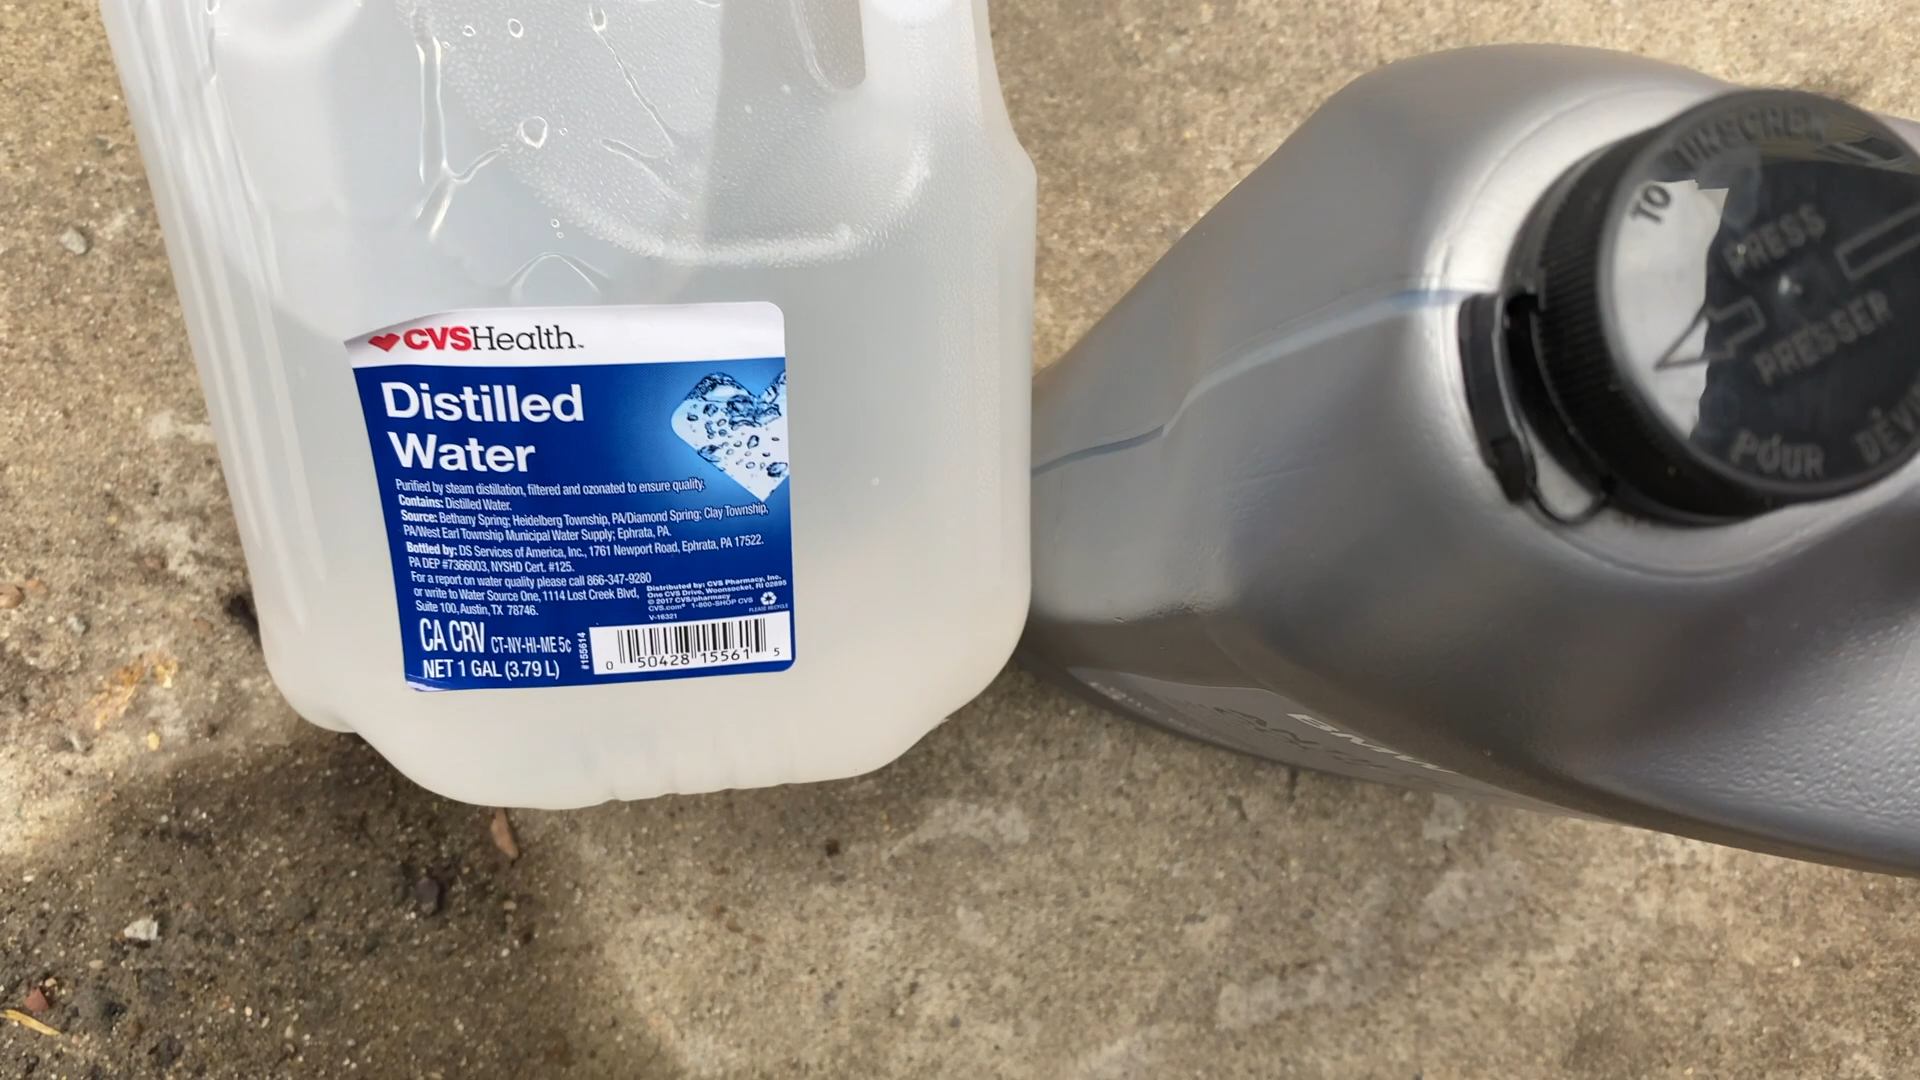 CVSHealth™
Distilled
Water
Purified by steam distillation, filtered and ozonated to ensure quality.
Contains: Distilled Water.
Source: Bethany Spring; Heidelberg Township, PA/Diamond Spring; Clay Township,
PA/West Earl Township Municipal Water Supply; Ephrata, PA.
Bottled by: DS Services of America, Inc., 1761 Newport Road, Ephrata, PA 17522.
PA DEP #7366003, NYSHD Cert. #125.
For a report on water quality please call 866-347-9280
or write to Water Source One, 1114 Lost Creek Blvd,
Suite 100, Austin, TX 78746.
Distributed by: CVS Pharmacy, Inc.
One CVS Drive, Woonsocket, RI 02895
© 2017 CVS/pharmacy
CVS.com® 1-800-SHOP CVS
V-16321
PLEASE RECYCLE
CA CRV CT-NY-HI-ME 5¢
NET 1 GAL (3.79 L)
#155614
0 50428 15561 5
TO UNSCREW
PRESS
PRESSER
POUR
BMW